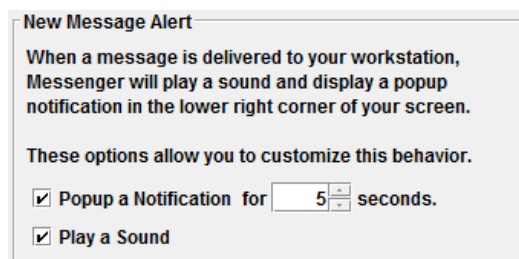 New Message Alert
When a message is delivered to your workstation,
Messenger will play a sound and display a popup
notification in the lower right corner of your screen.
These options allow you to customize this behavior.
Popup a Notification for 5 seconds.
Play a Sound